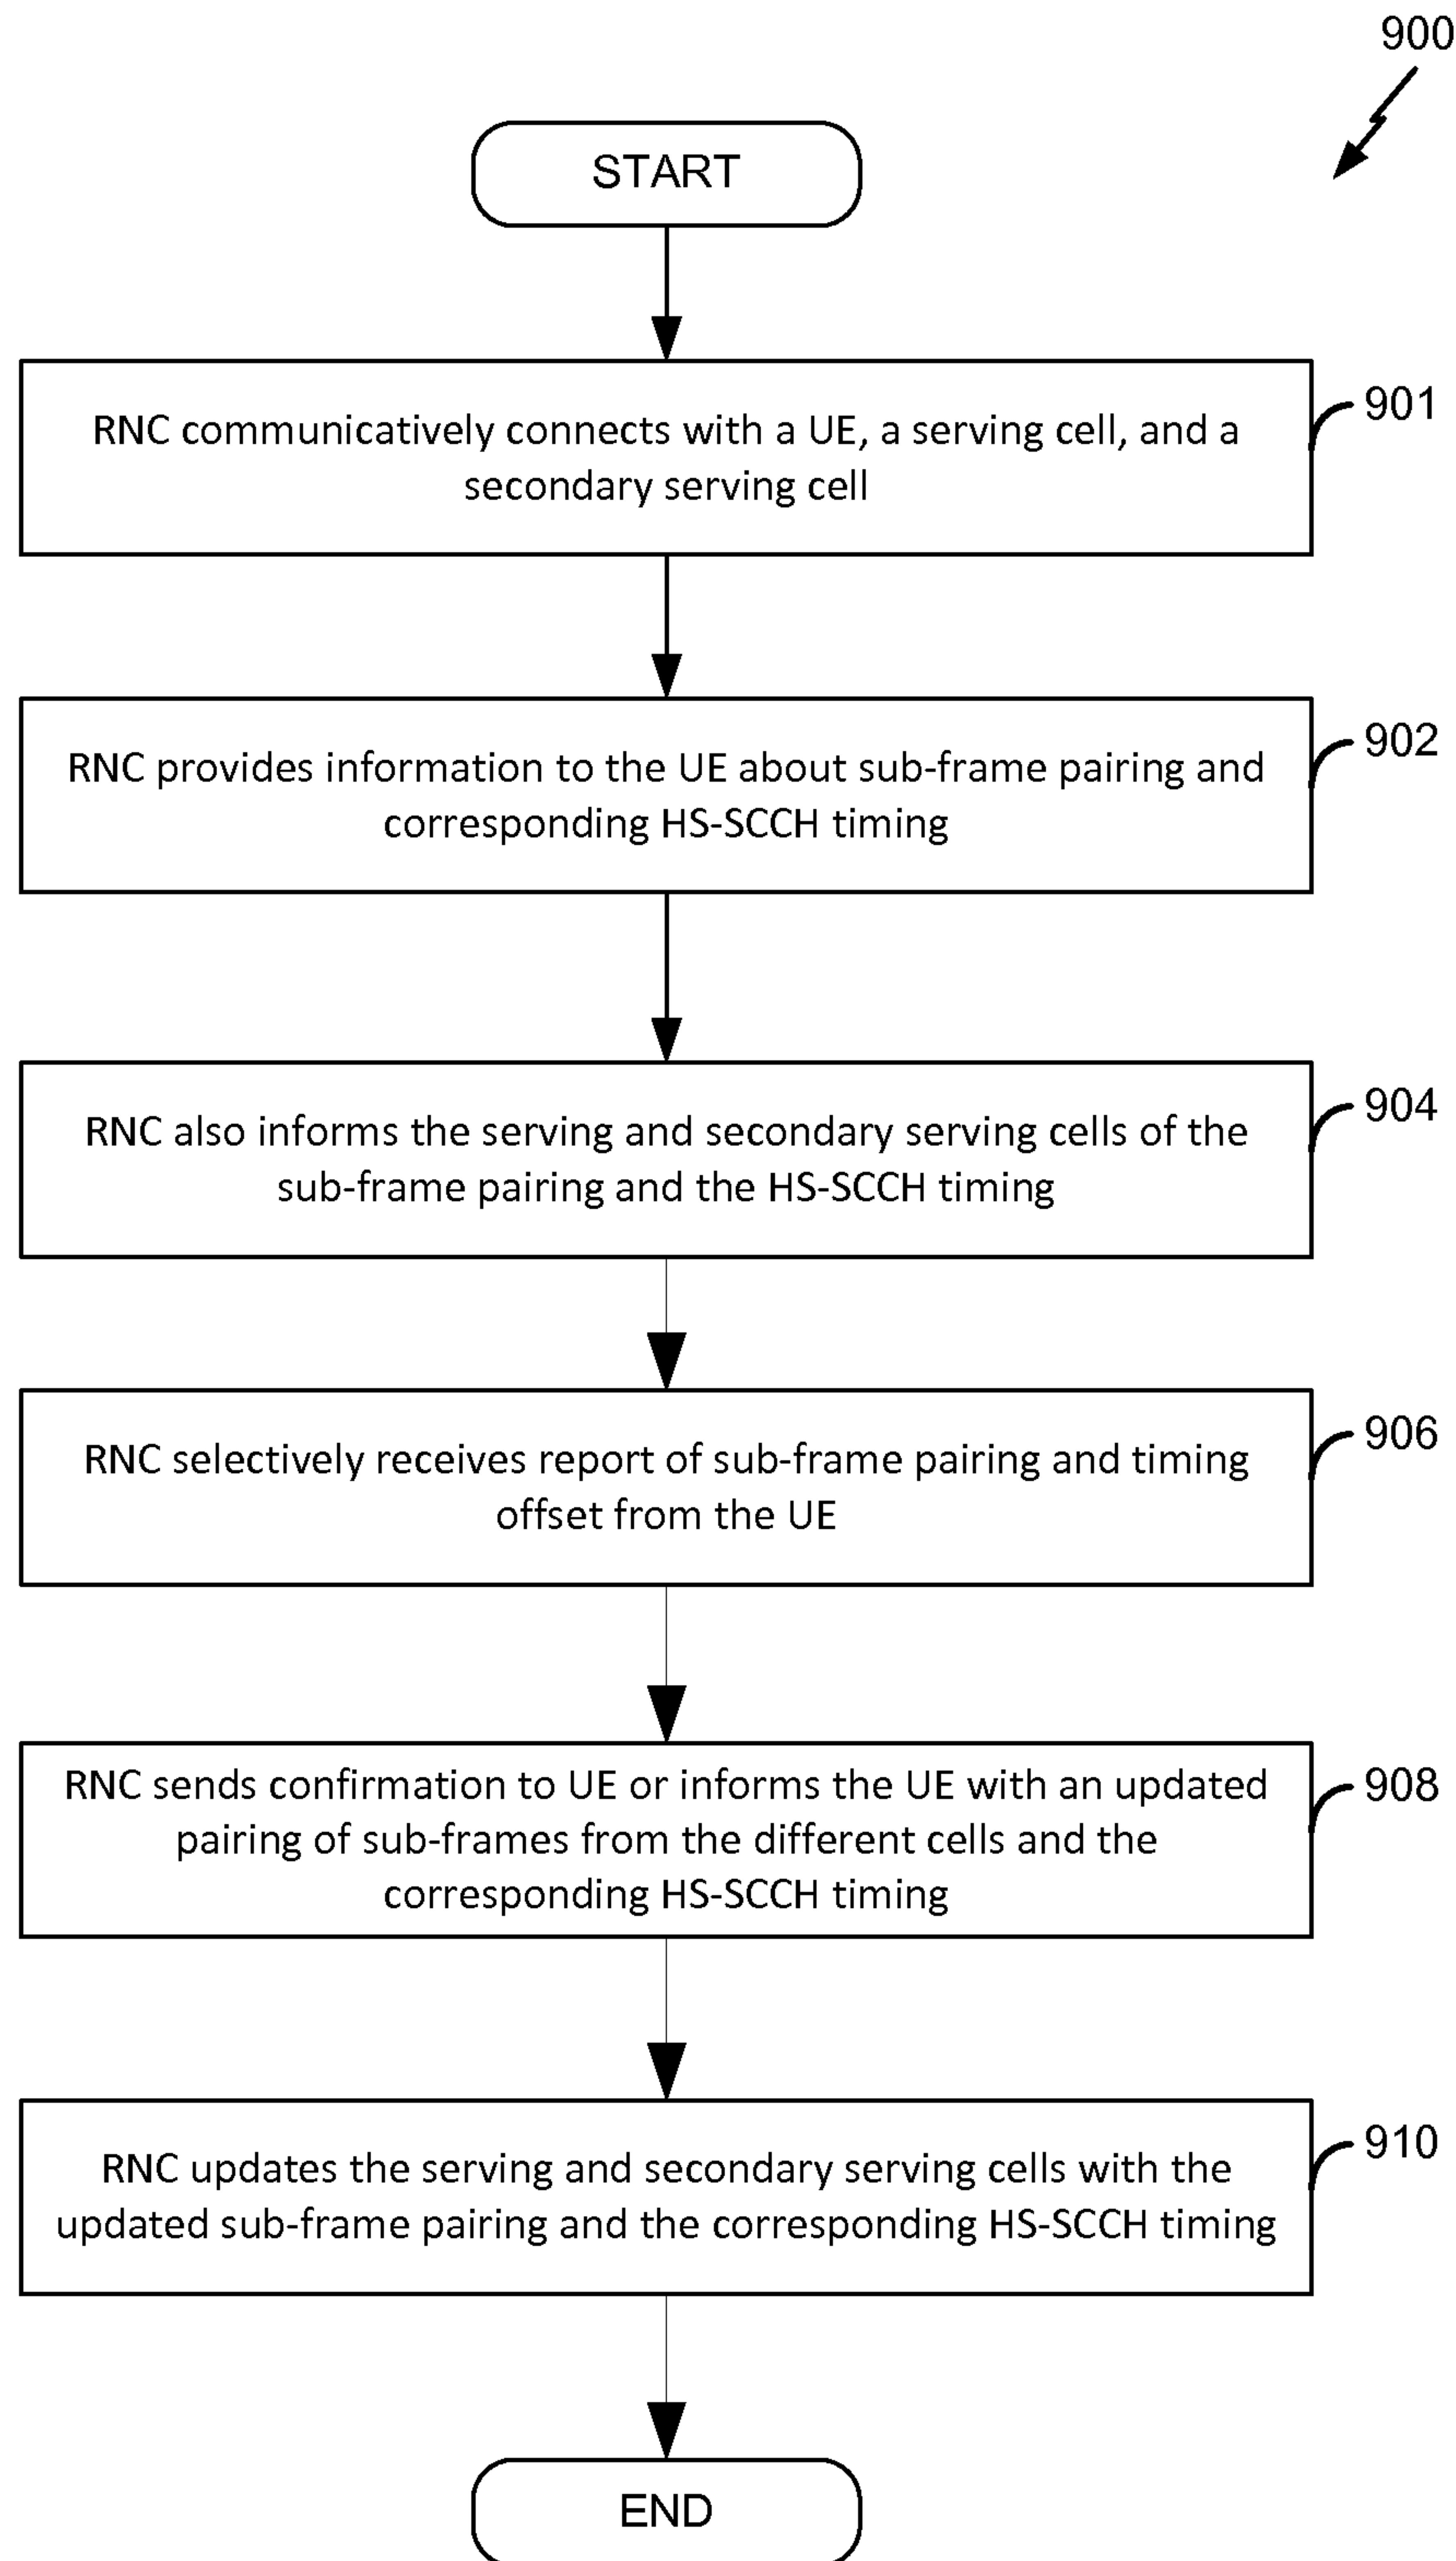 900
START
RNC communicatively connects with a UE, a serving cell, and a
secondary serving cell
901
RNC provides information to the UE about sub-frame pairing and
corresponding HS-SCCH timing
902
RNC also informs the serving and secondary serving cells of the
sub-frame pairing and the HS-SCCH timing
904
RNC selectively receives report of sub-frame pairing and timing
offset from the UE
906
RNC sends confirmation to UE or informs the UE with an updated
pairing of sub-frames from the different cells and the
corresponding HS-SCCH timing
908
RNC updates the serving and secondary serving cells with the
updated sub-frame pairing and the corresponding HS-SCCH timing
910
END